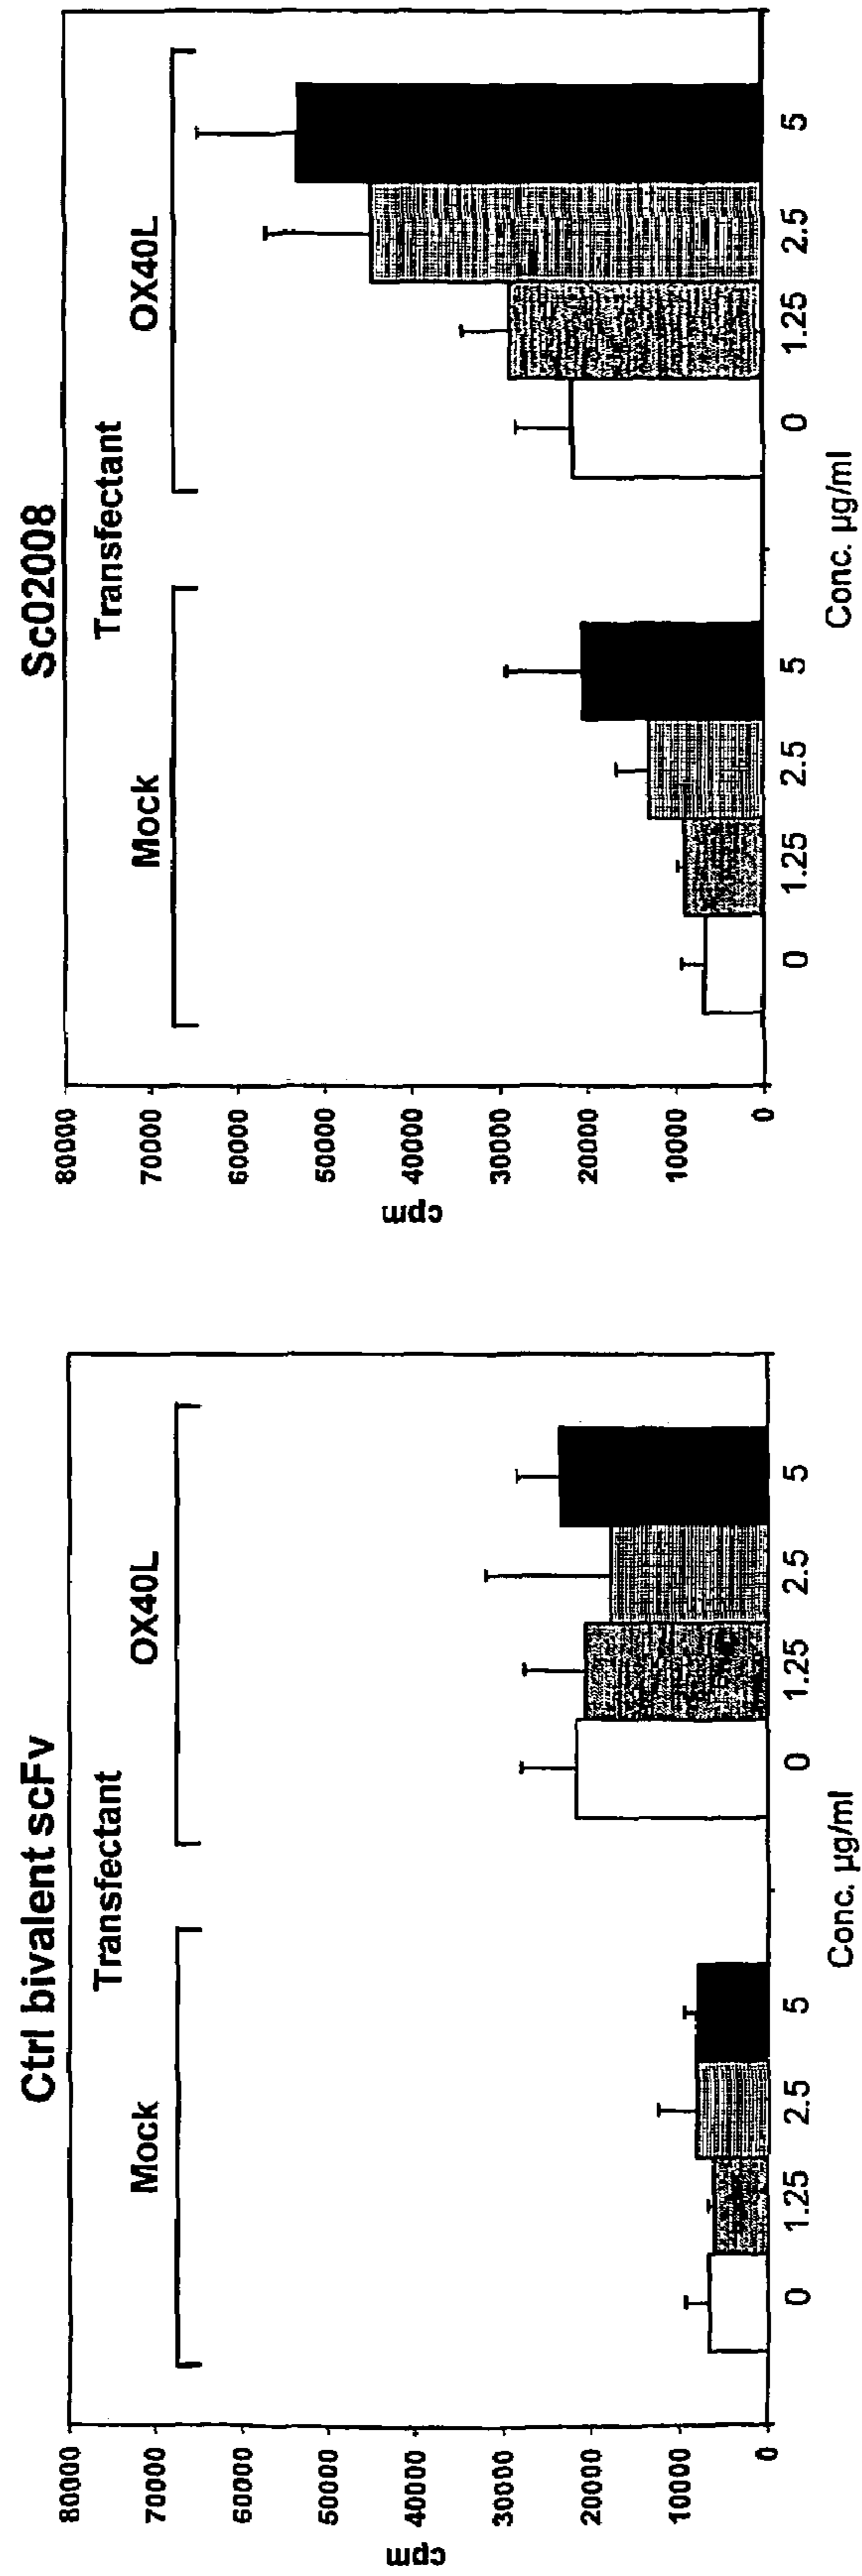 Ctrl bivalent scFv
Transfectant
Mock
OX40L
80000
70000
60000
50000
40000
30000
20000
10000
0
cpm
0
1.25
2.5
5
0
1.25
2.5
5
Conc. µg/ml
Sc02008
Transfectant
Mock
OX40L
80000
70000
60000
50000
40000
30000
20000
10000
0
cpm
0
1.25
2.5
5
0
1.25
2.5
5
Conc. µg/ml